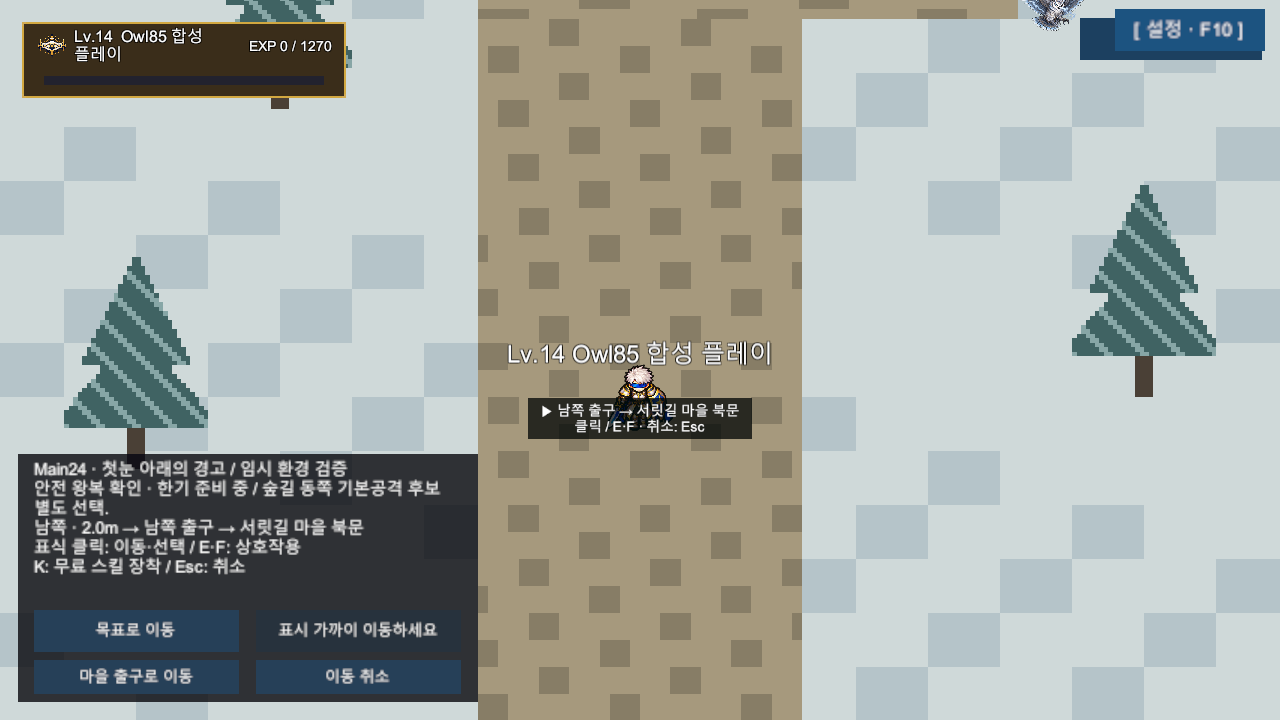 Lv.14 Owl85 합성
플레이
EXP 0 / 1270
[ 설정 · F10 ]
Lv.14 Owl85 합성 플레이
▶ 남쪽 출구 → 서릿길 마을 북문
클릭 / E·F · 취소: Esc
Main24 · 첫눈 아래의 경고 / 임시 환경 검증
안전 왕복 확인 · 한기 준비 중 / 숲길 동쪽 기본공격 후보
별도 선택.
남쪽 · 2.0m → 남쪽 출구 → 서릿길 마을 북문
표식 클릭: 이동·선택 / E·F: 상호작용
K: 무료 스킬 장착 / Esc: 취소
목표로 이동
표시 가까이 이동하세요
마을 출구로 이동
이동 취소